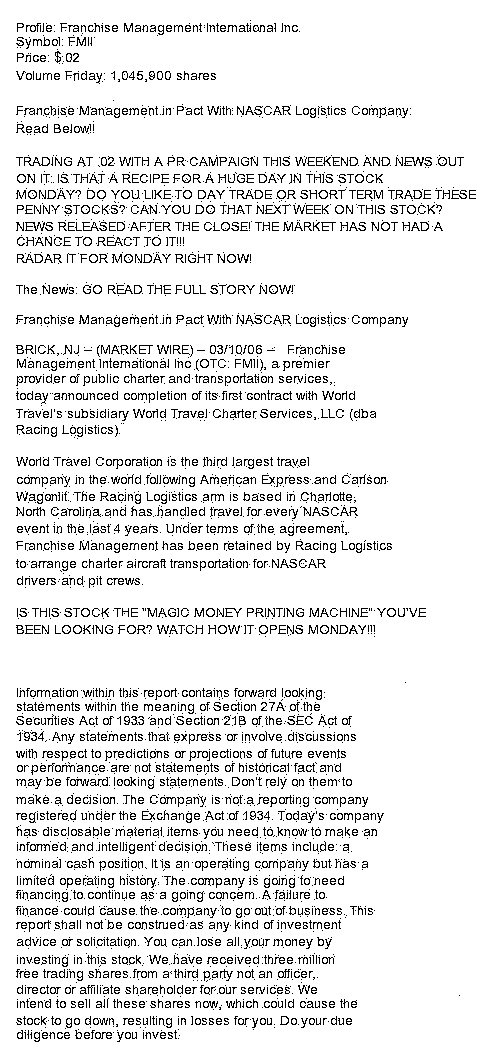 Profile: Franchise Management International Inc.
Symbol: FMII
Price: $.02
Volume Friday: 1,045,900 shares
Franchise Management in Pact With NASCAR Logistics Company:
Read Below!!
TRADING AT .02 WITH A PR CAMPAIGN THIS WEEKEND AND NEWS OUT
ON IT. IS THAT A RECIPE FOR A HUGE DAY IN THIS STOCK
MONDAY? DO YOU LIKE TO DAY TRADE OR SHORT TERM TRADE THESE
PENNY STOCKS? CAN YOU DO THAT NEXT WEEK ON THIS STOCK?
NEWS RELEASED AFTER THE CLOSE! THE MARKET HAS NOT HAD A
CHANCE TO REACT TO IT!!!
RADAR IT FOR MONDAY RIGHT NOW!
The News: GO READ THE FULL STORY NOW!
Franchise Management in Pact With NASCAR Logistics Company
BRICK, NJ -- (MARKET WIRE) -- 03/10/06 -- Franchise
Management International Inc (OTC: FMII), a premier
provider of public charter and transportation services,
today announced completion of its first contract with World
Travel's subsidiary World Travel Charter Services, LLC (dba
Racing Logistics).
World Travel Corporation is the third largest travel
company in the world following American Express and Carlson
Wagonlit. The Racing Logistics arm is based in Charlotte,
North Carolina and has handled travel for every NASCAR
event in the last 4 years. Under terms of the agreement,
Franchise Management has been retained by Racing Logistics
to arrange charter aircraft transportation for NASCAR
drivers and pit crews.
IS THIS STOCK THE "MAGIC MONEY PRINTING MACHINE" YOU'VE
BEEN LOOKING FOR? WATCH HOW IT OPENS MONDAY!!!
Information within this report contains forward looking
statements within the meaning of Section 27A of the
Securities Act of 1933 and Section 21B of the SEC Act of
1934. Any statements that express or involve discussions
with respect to predictions or projections of future events
or performance are not statements of historical fact and
may be forward looking statements. Don't rely on them to
make a decision. The Company is not a reporting company
registered under the Exchange Act of 1934. Today's company
has disclosable material items you need to know to make an
informed and intelligent decision. These items include: a
nominal cash position. It is an operating company but has a
limited operating history. The company is going to need
financing to continue as a going concern. A failure to
finance could cause the company to go out of business. This
report shall not be construed as any kind of investment
advice or solicitation. You can lose all your money by
investing in this stock. We have received three million
free trading shares from a third party not an officer,
director or affiliate shareholder for our services. We
intend to sell all these shares now, which could cause the
stock to go down, resulting in losses for you. Do your due
diligence before you invest.